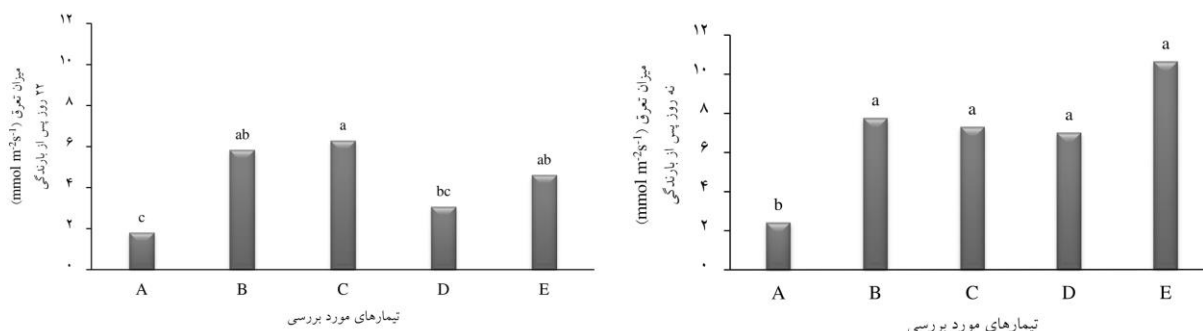 میزان تعرق (mmol m⁻²s⁻¹)
۲۲ روز پس از بارندگی
۱۲
۱۰
۸
۶
۴
۲
۰
c
ab
a
bc
ab
A B C D E
تیمارهای مورد بررسی
میزان تعرق (mmol m⁻²s⁻¹)
نه روز پس از بارندگی
۱۲
۱۰
۸
۶
۴
۲
۰
b
a
a
a
a
A B C D E
تیمارهای مورد بررسی